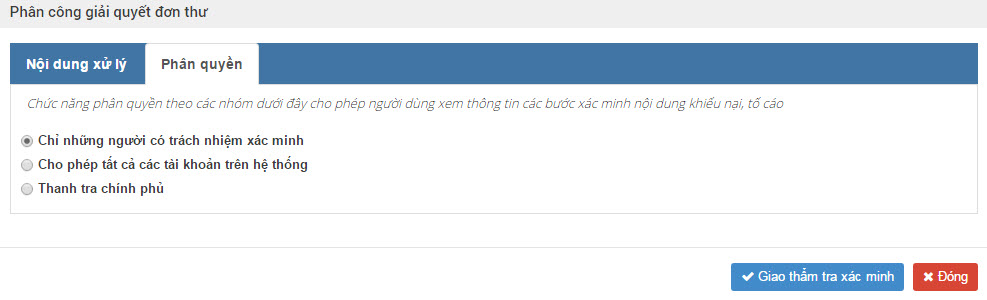 Phân công giải quyết đơn thư
Nội dung xử lý Phân quyền
Chức năng phân quyền theo các nhóm dưới đây cho phép người dùng xem thông tin các bước xác minh nội dung khiếu nại, tố cáo
Chỉ những người có trách nhiệm xác minh
Cho phép tất cả các tài khoản trên hệ thống
Thanh tra chính phủ
Giao thẩm tra xác minh Đóng